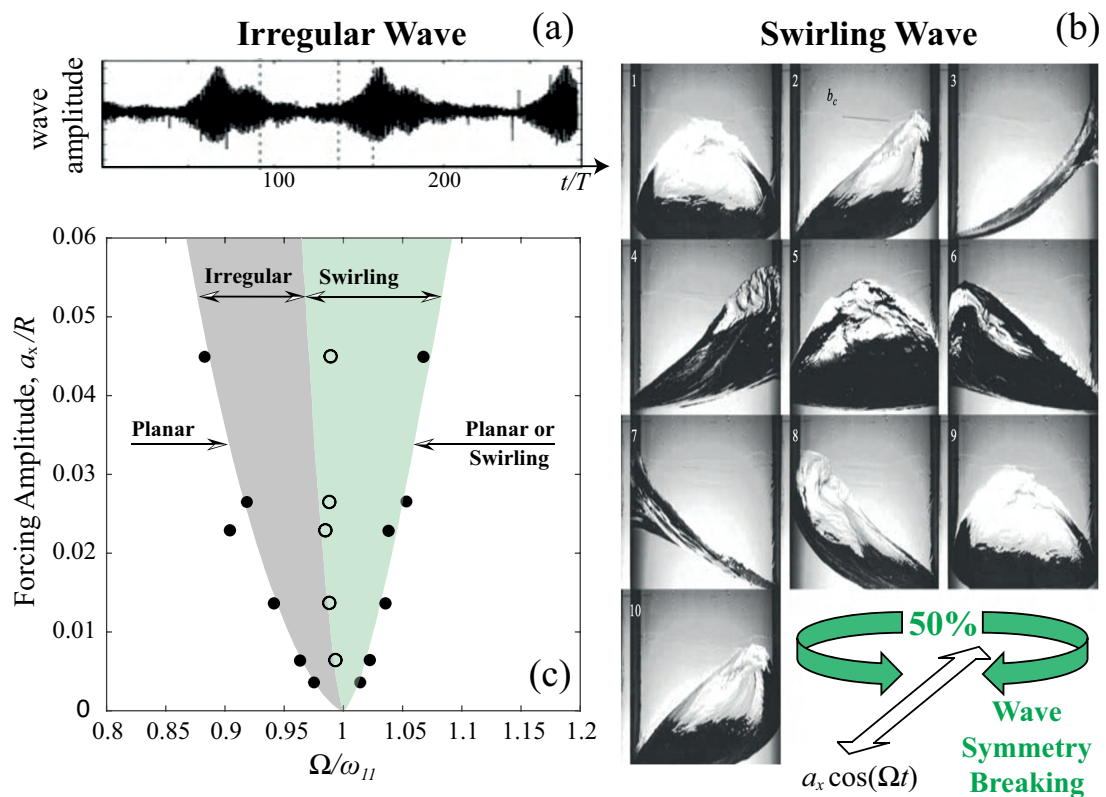 Irregular Wave
(a)
wave
amplitude
100
200
t/T
Swirling Wave
(b)
1
2
b_c
3
4
5
6
7
8
9
10
50%
Wave
Symmetry
Breaking
a_x cos(Ωt)
0.06
0.05
0.04
0.03
0.02
0.01
0
Forcing Amplitude, a_x/R
Irregular
Swirling
Planar
Planar or
Swirling
(c)
0.8
0.85
0.9
0.95
1
1.05
1.1
1.15
1.2
Ω/ω_11